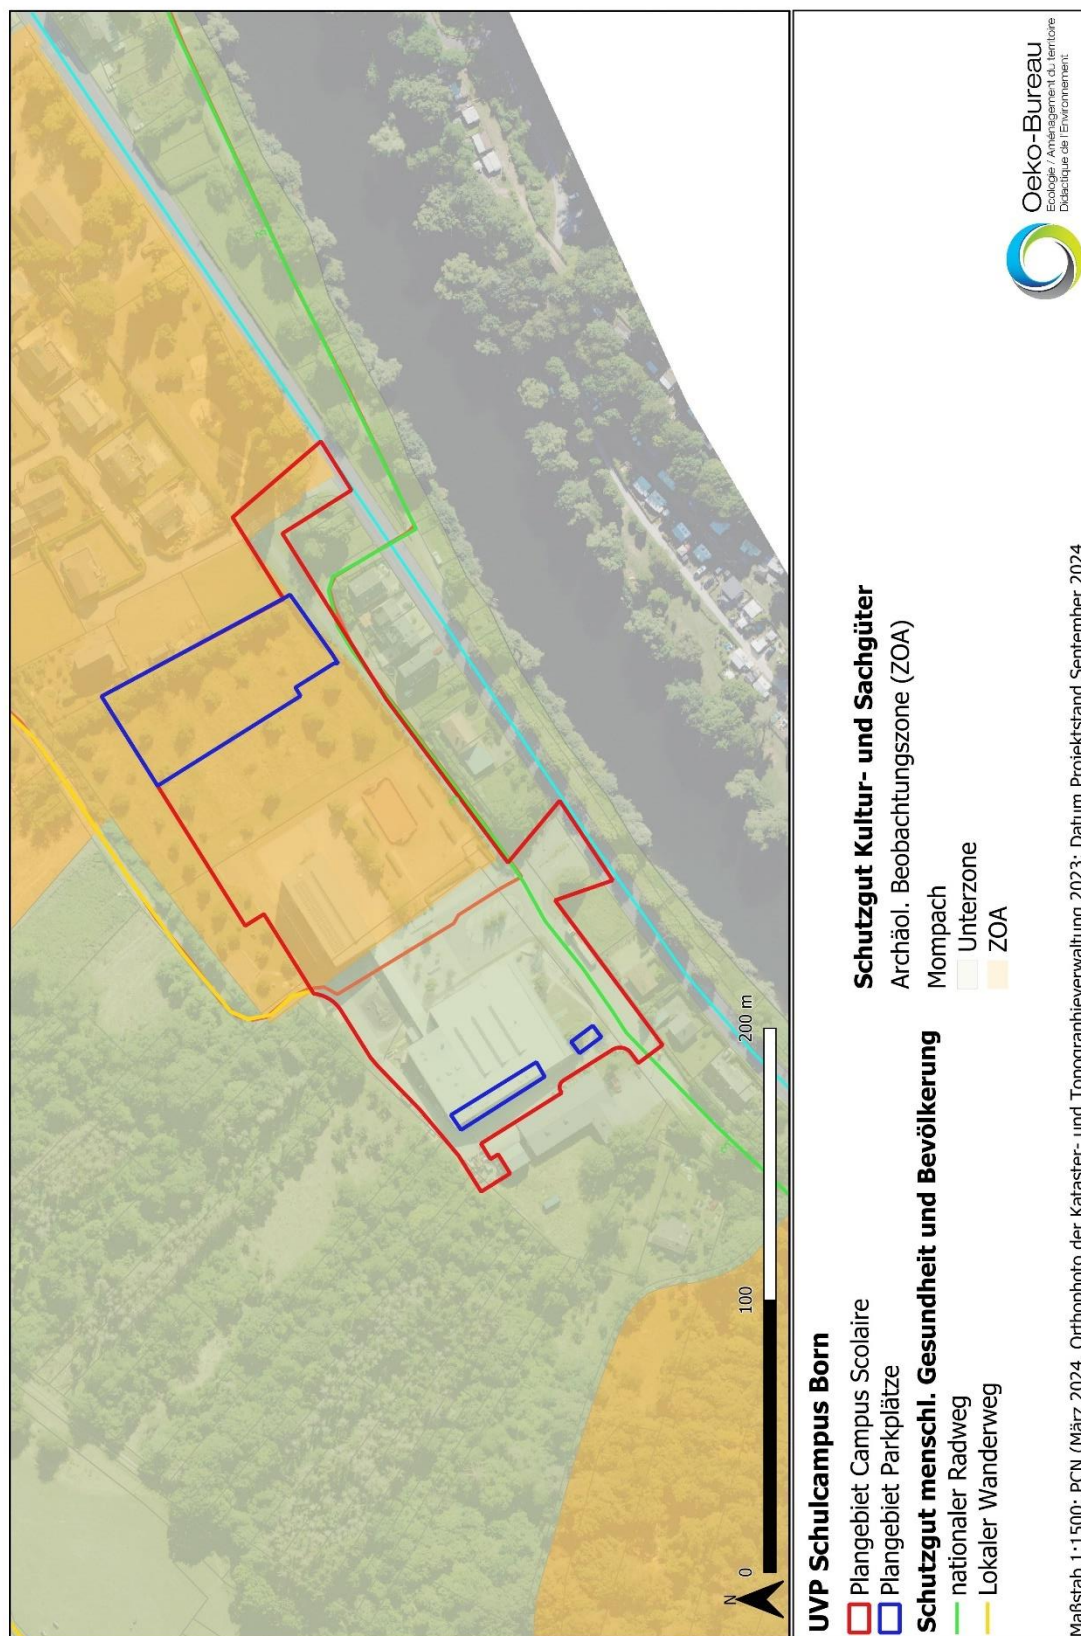 N
0
100
200 m
UVP Schulcampus Born
Plangebiet Campus Scolaire
Plangebiet Parkplätze
Schutzgut menschl. Gesundheit und Bevölkerung
nationaler Radweg
Lokaler Wanderweg
Schutzgut Kultur- und Sachgüter
Archäol. Beobachtungszone (ZOA)
Mompach
Unterzone
ZOA
Oeko-Bureau
Ecologie / Aménagement du territoire
Didactique de l'Environnement
Maßstab 1:1500; PCN (März 2024, Orthophoto der Kataster- und Topographieverwaltung 2023; Datum Projektstand September 2024